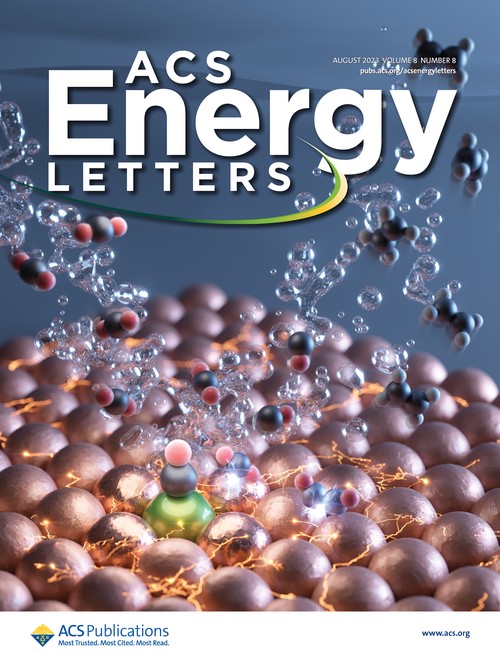 AUGUST 2023 VOLUME 8 NUMBER 8
pubs.acs.org/acsenergyletters
ACS
Energy
LETTERS
ACS Publications
Most Trusted. Most Cited. Most Read.
www.acs.org